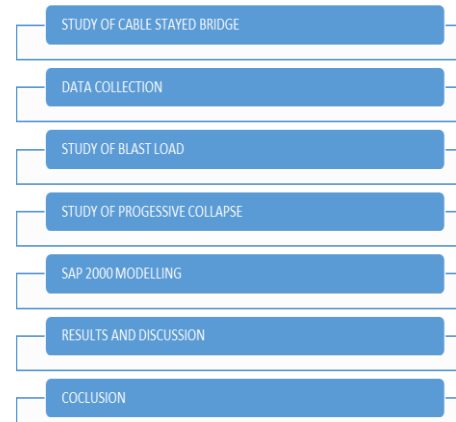 STUDY OF CABLE STAYED BRIDGE
DATA COLLECTION
STUDY OF BLAST LOAD
STUDY OF PROGESSIVE COLLAPSE
SAP 2000 MODELLING
RESULTS AND DISCUSSION
COCLUSION